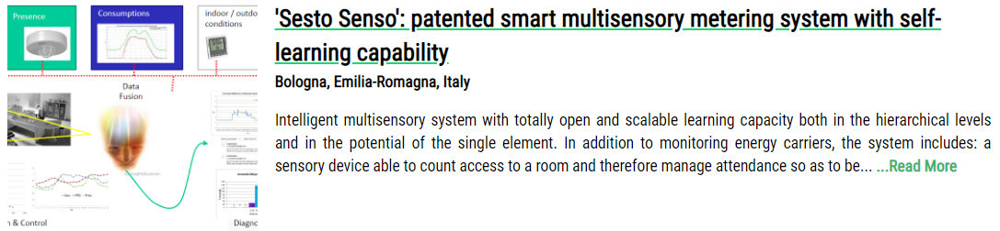 Presence
Consumptions
indoor / outdo
conditions
Data
Fusion
n & Control
Diagno
'Sesto Senso': patented smart multisensory metering system with self-
learning capability
Bologna, Emilia-Romagna, Italy
Intelligent multisensory system with totally open and scalable learning capacity both in the hierarchical levels
and in the potential of the single element. In addition to monitoring energy carriers, the system includes: a
sensory device able to count access to a room and therefore manage attendance so as to be... ...Read More